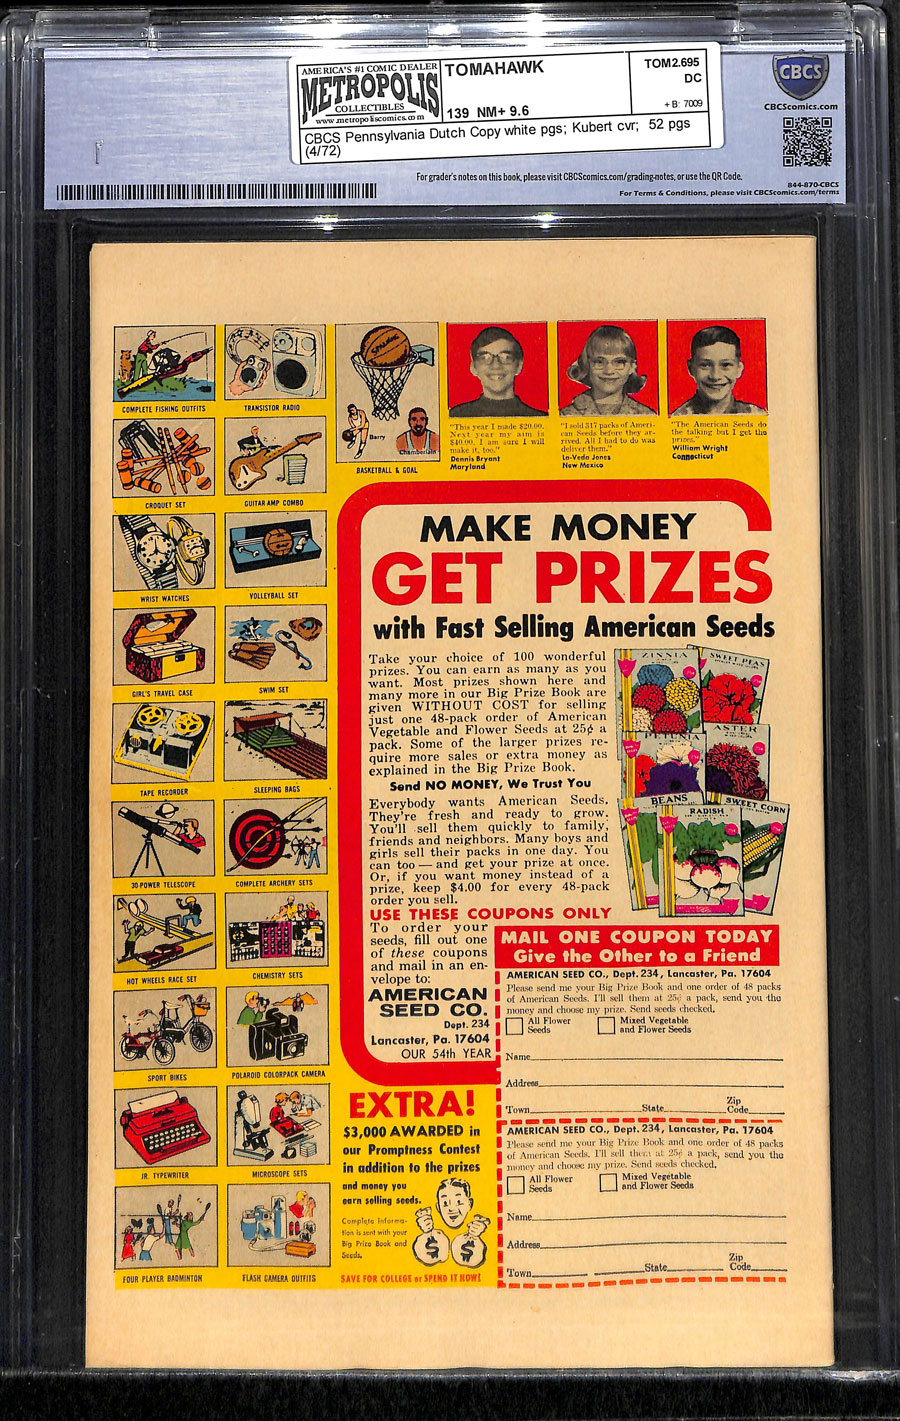 AMERICA'S #1 COMIC DEALER
METROPOLIS
COLLECTIBLES
www.metropoliscomics.com
TOMAHAWK
139 NM+ 9.6
TOM2.695
DC
+ B: 7009
CBCS Pennsylvania Dutch Copy white pgs; Kubert cvr; 52 pgs
(4/72)
CBCS
CBCScomics.com
For grader's notes on this book, please visit CBCScomics.com/grading-notes, or use the QR Code.
844-870-CBCS
For Terms & Conditions, please visit CBCScomics.com/terms
COMPLETE FISHING OUTFITS
TRANSISTOR RADIO
CROQUET SET
GUITAR AMP COMBO
WRIST WATCHES
VOLLEYBALL SET
GIRL'S TRAVEL CASE
SWIM SET
TAPE RECORDER
SLEEPING BAGS
30-POWER TELESCOPE
COMPLETE ARCHERY SETS
HOT WHEELS RACE SET
CHEMISTRY SETS
SPORT BIKES
POLAROID COLORPACK CAMERA
JR. TYPEWRITER
MICROSCOPE SETS
FOUR PLAYER BADMINTON
FLASH CAMERA OUTFITS
SPALDING
Barry
Chamberlain
BASKETBALL & GOAL
"This year I made $20.00.
Next year my aim is
$40.00. I am sure I will
make it, too."
Dennis Bryant
Maryland
"I sold 317 packs of Ameri-
can Seeds before they ar-
rived. All I had to do was
deliver them."
La-Veda Jones
New Mexico
"The American Seeds do
the talking but I get the
prizes."
William Wright
Connecticut
MAKE MONEY
GET PRIZES
with Fast Selling American Seeds
Take your choice of 100 wonderful
prizes. You can earn as many as you
want. Most prizes shown here and
many more in our Big Prize Book are
given WITHOUT COST for selling
just one 48-pack order of American
Vegetable and Flower Seeds at 25¢ a
pack. Some of the larger prizes re-
quire more sales or extra money as
explained in the Big Prize Book.
Send NO MONEY, We Trust You
Everybody wants American Seeds.
They're fresh and ready to grow.
You'll sell them quickly to family,
friends and neighbors. Many boys and
girls sell their packs in one day. You
can too — and get your prize at once.
Or, if you want money instead of a
prize, keep $4.00 for every 48-pack
order you sell.
ZINNIA
SWEET PEAS
PETUNIA
ASTER
BEANS
RADISH
SWEET CORN
USE THESE COUPONS ONLY
To order your
seeds, fill out one
of these coupons
and mail in an en-
velope to:
AMERICAN
SEED CO.
Dept. 234
Lancaster, Pa. 17604
OUR 54th YEAR
MAIL ONE COUPON TODAY
Give the Other to a Friend
AMERICAN SEED CO., Dept. 234, Lancaster, Pa. 17604
Please send me your Big Prize Book and one order of 48 packs
of American Seeds. I'll sell them at 25¢ a pack, send you the
money and choose my prize. Send seeds checked.
All Flower
Seeds
Mixed Vegetable
and Flower Seeds
Name
Address
Town State Zip
Code
AMERICAN SEED CO., Dept. 234, Lancaster, Pa. 17604
Please send me your Big Prize Book and one order of 48 packs
of American Seeds. I'll sell them at 25¢ a pack, send you the
money and choose my prize. Send seeds checked.
All Flower
Seeds
Mixed Vegetable
and Flower Seeds
Name
Address
Town State Zip
Code
EXTRA!
$3,000 AWARDED in
our Promptness Contest
in addition to the prizes
and money you
earn selling seeds.
Complete Informa-
tion is sent with your
Big Prize Book and
Seeds.
$ $
SAVE FOR COLLEGE or SPEND IT NOW!